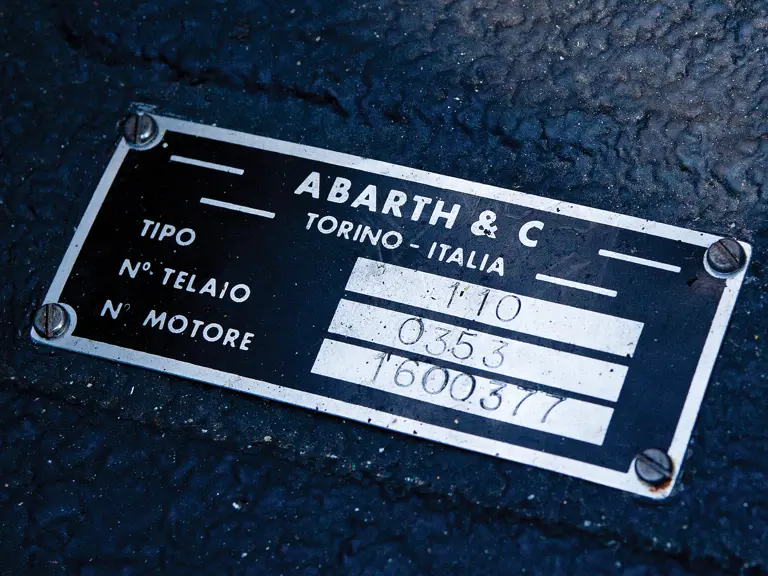 ABARTH & C
TORINO - ITALIA
TIPO 110
Nº. TELAIO 0353
Nº MOTORE 1600377